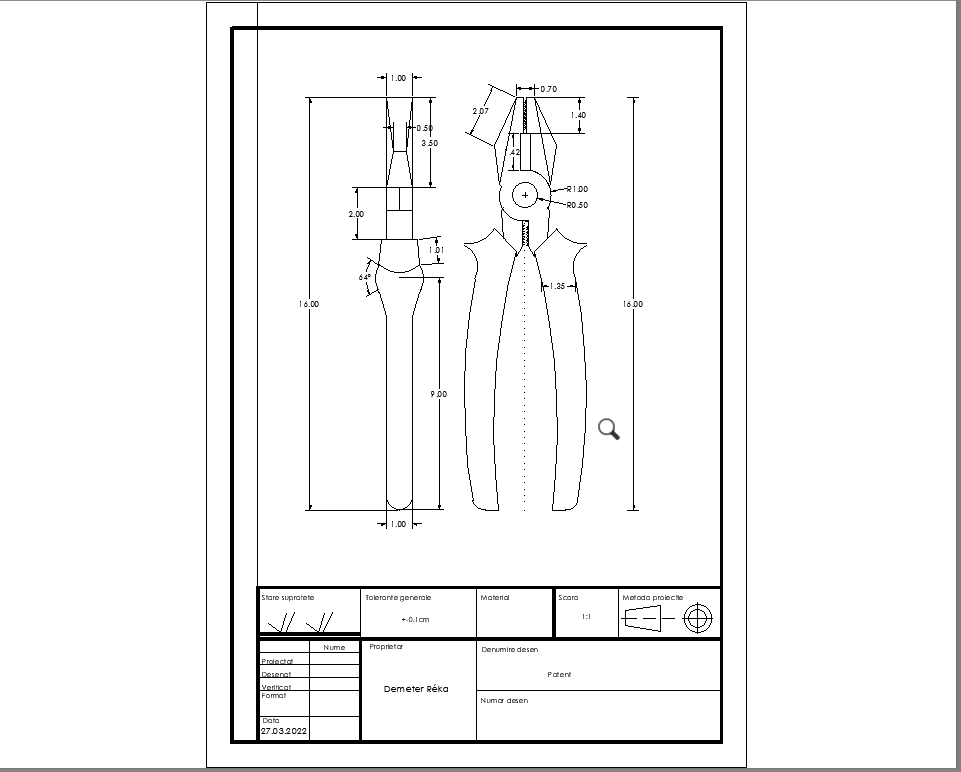 1.00
0.70
2.07
1.40
0.50
3.50
.42
R1.00
R0.50
2.00
1.01
64°
1.35
16.00
16.00
9.00
1.00
Stare suprafete
Tolerante generale
Material
Scara
Metoda proiectie
+-0.1cm
1:1
Nume
Proprietar
Denumire desen
Proiectat
Desenat
Patent
Verificat
Demeter Réka
Format
Numar desen
Data
27.03.2022